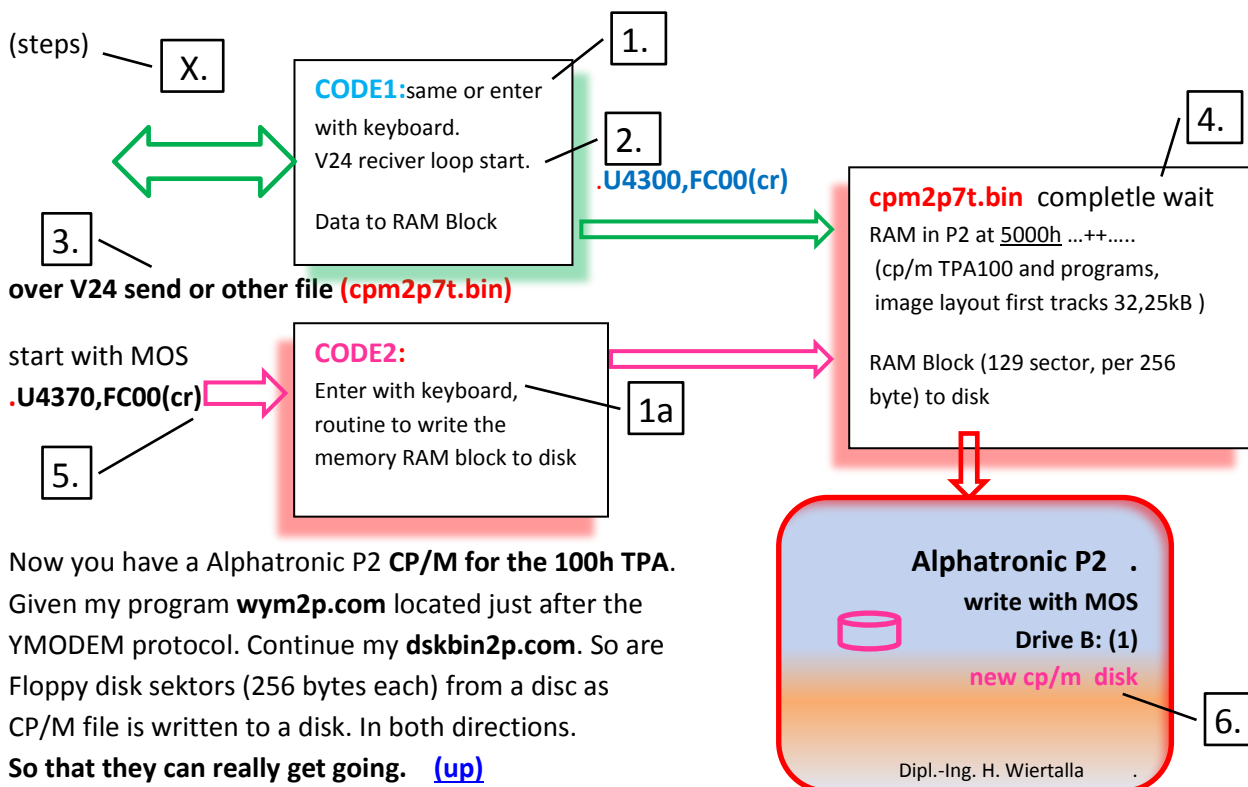 (steps)
X.
1.
CODE1:same or enter
with keyboard.
V24 reciver loop start.
Data to RAM Block
2.
.U4300,FC00(cr)
4.
cpm2p7t.bin completle wait
RAM in P2 at 5000h ...++.....
(cp/m TPA100 and programs,
image layout first tracks 32,25kB )
RAM Block (129 sector, per 256
byte) to disk
3.
over V24 send or other file (cpm2p7t.bin)
start with MOS
.U4370,FC00(cr)
5.
CODE2:
Enter with keyboard,
routine to write the
memory RAM block to disk
1a
Now you have a Alphatronic P2 CP/M for the 100h TPA.
Given my program wym2p.com located just after the
YMODEM protocol. Continue my dskbin2p.com. So are
Floppy disk sektors (256 bytes each) from a disc as
CP/M file is written to a disk. In both directions.
So that they can really get going. (up)
Alphatronic P2 .
write with MOS
Drive B: (1)
new cp/m disk
6.
Dipl.-Ing. H. Wiertalla .